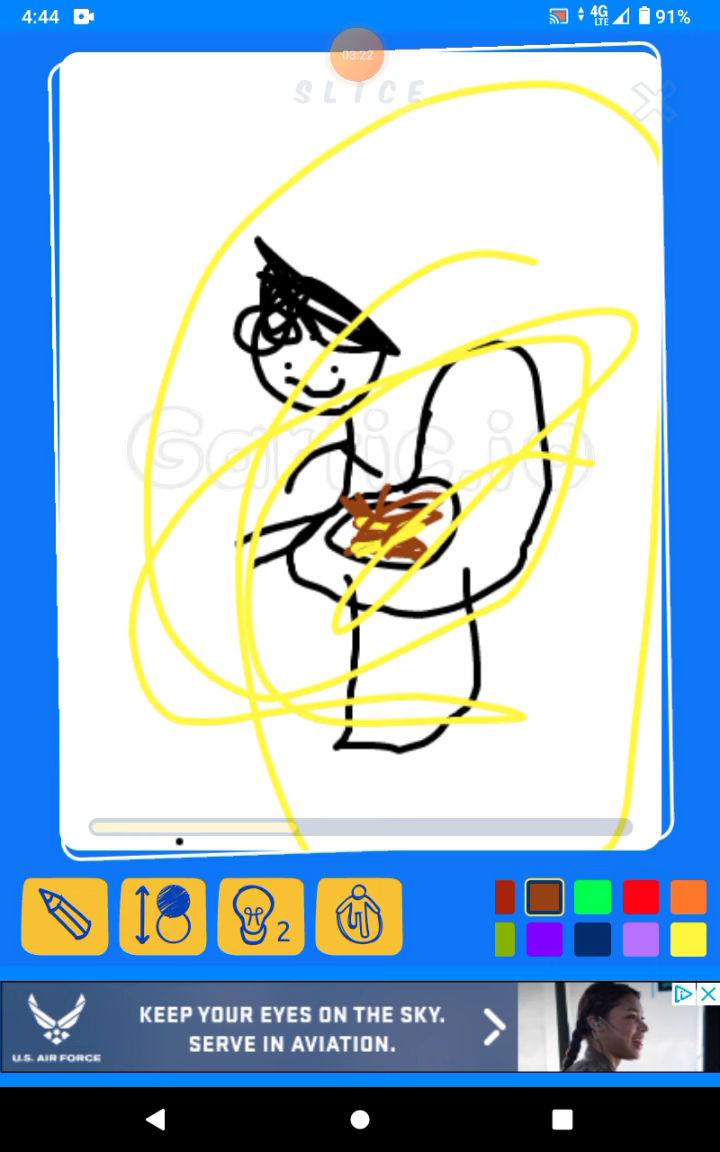 4:44
4G
LTE
91%
03:22
SLICE
Gartic.io
2
KEEP YOUR EYES ON THE SKY.
SERVE IN AVIATION.
U.S. AIR FORCE